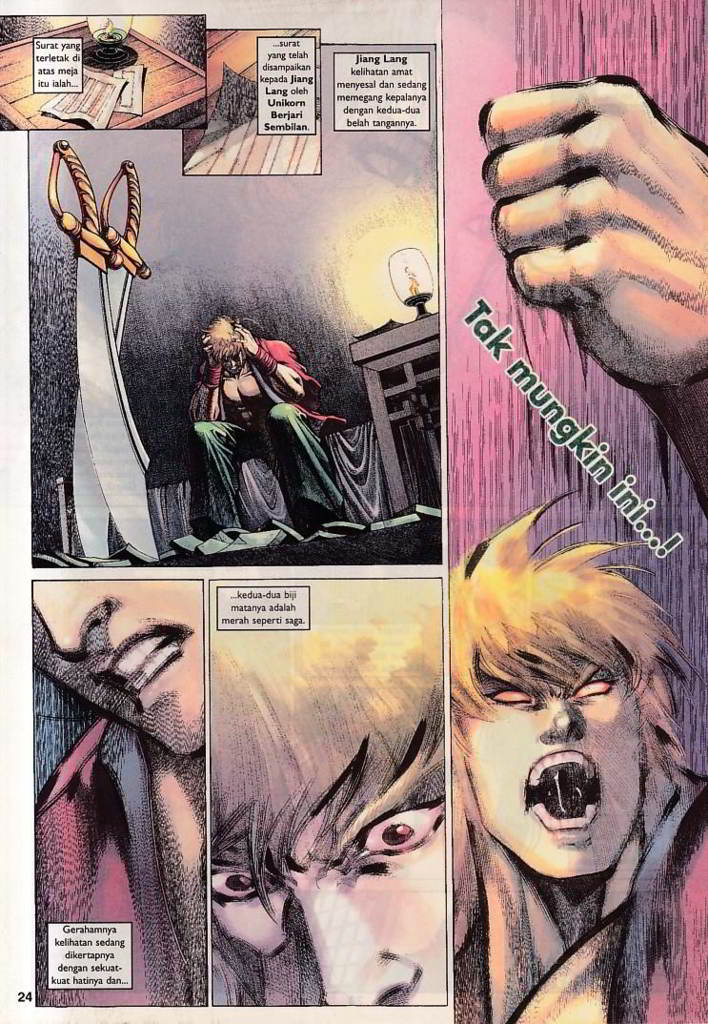 Surat yang
terletak di
atas meja
itu ialah...
...surat
yang telah
disampaikan
kepada Jiang
Lang oleh
Unikorn
Berjari
Sembilan.
Jiang Lang
kelihatan amat
menyesal dan sedang
memegang kepalanya
dengan kedua-dua
belah tangannya.
Gerahamnya
kelihatan sedang
dikertapnya
dengan sekuat-
kuat hatinya dan...
...kedua-dua biji
matanya adalah
merah seperti saga.
Tak mungkin ini...!
24